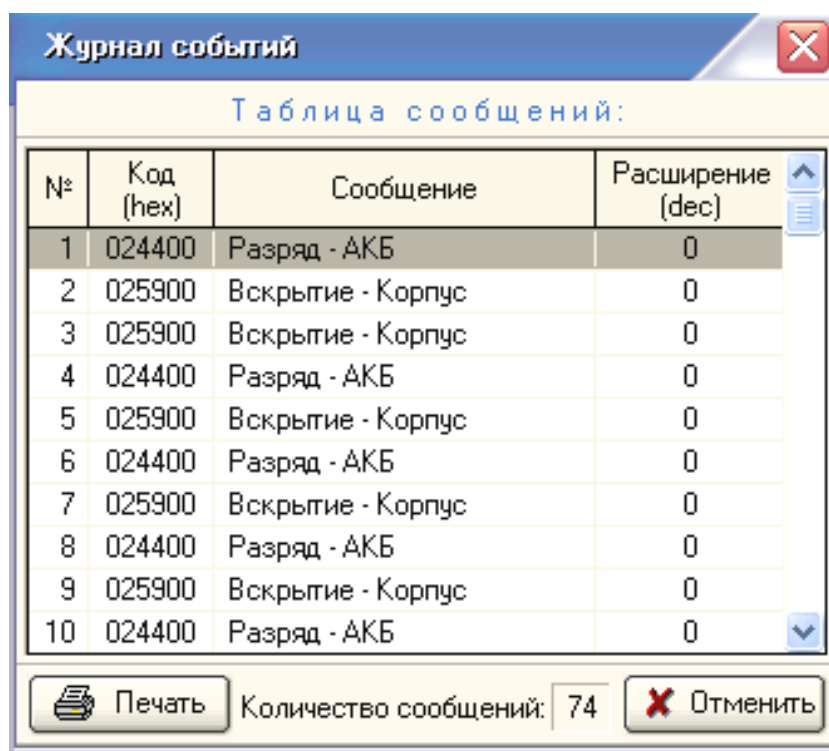 Журнал событий
Таблица сообщений:
№ Код (hex) Сообщение Расширение (dec)
1 024400 Разряд - АКБ 0
2 025900 Вскрытие - Корпус 0
3 025900 Вскрытие - Корпус 0
4 024400 Разряд - АКБ 0
5 025900 Вскрытие - Корпус 0
6 024400 Разряд - АКБ 0
7 025900 Вскрытие - Корпус 0
8 024400 Разряд - АКБ 0
9 025900 Вскрытие - Корпус 0
10 024400 Разряд - АКБ 0
Печать Количество сообщений: 74 Отменить